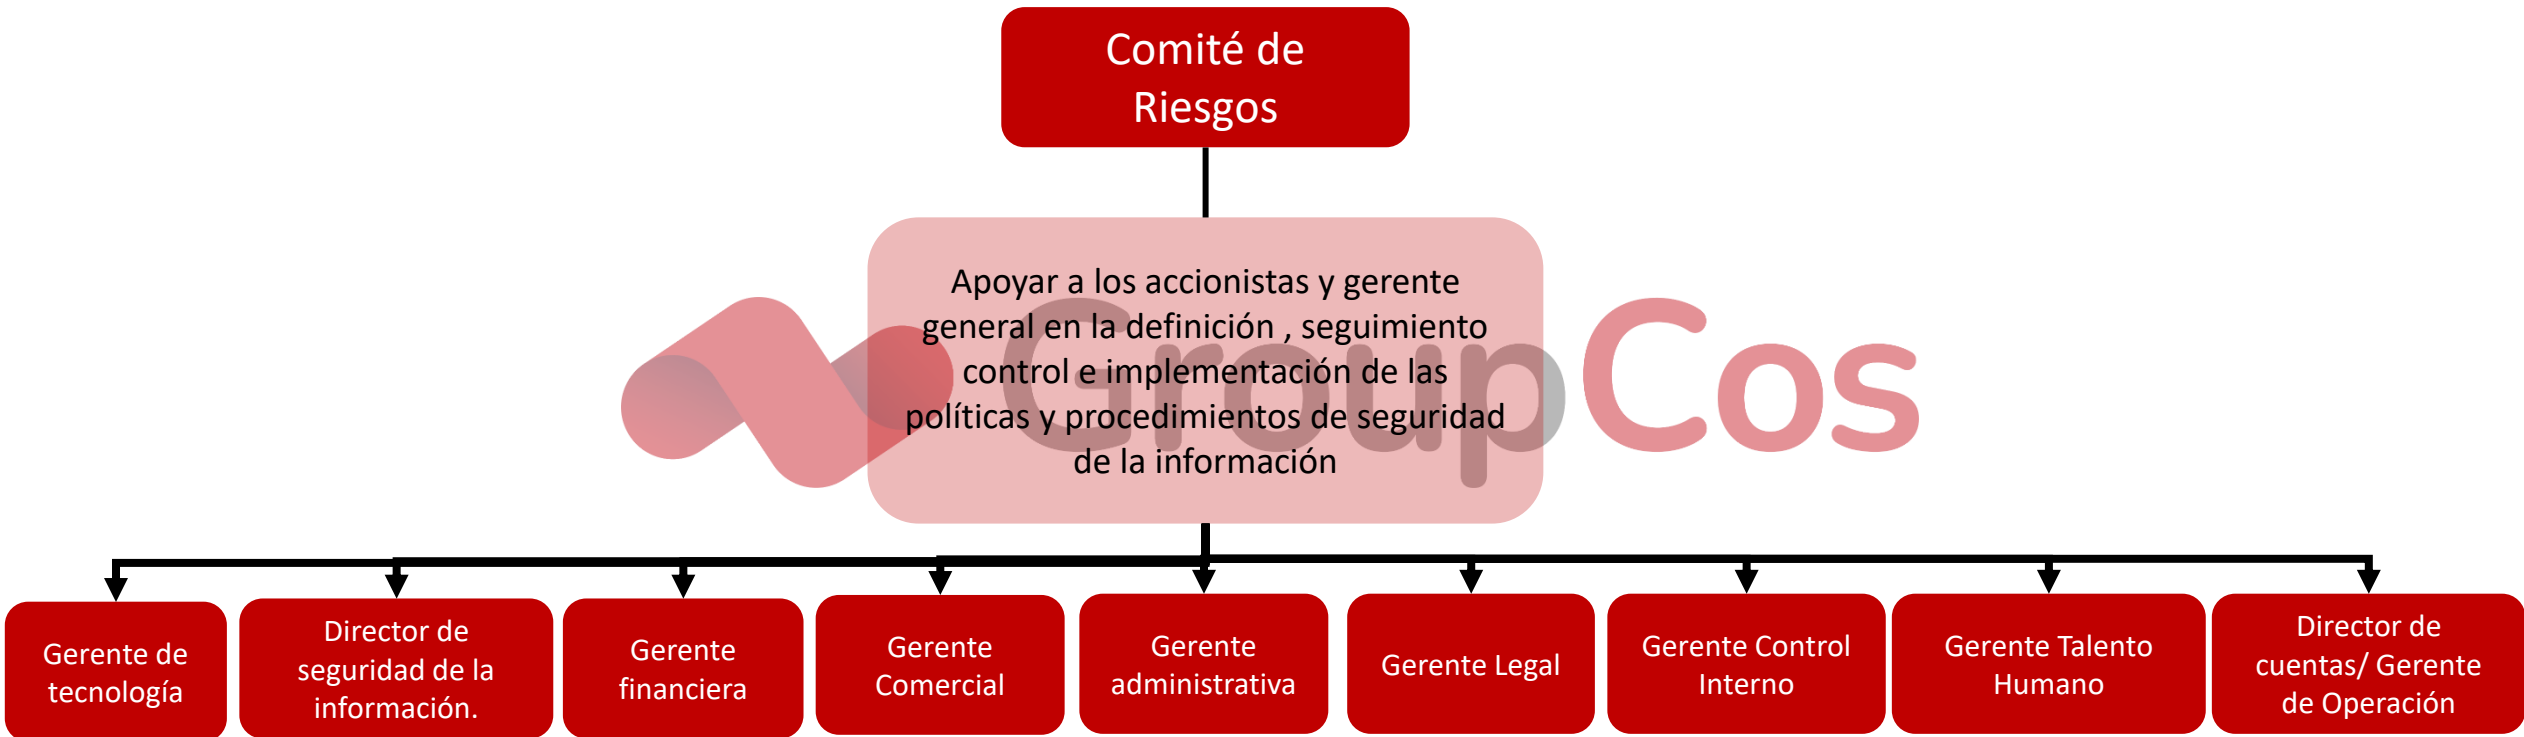 Comité de
Riesgos
Apoyar a los accionistas y gerente
general en la definición , seguimiento
control e implementación de las
políticas y procedimientos de seguridad
de la información
GroupCos
Gerente de
tecnología
Director de
seguridad de la
información.
Gerente
financiera
Gerente
Comercial
Gerente
administrativa
Gerente Legal
Gerente Control
Interno
Gerente Talento
Humano
Director de
cuentas/ Gerente
de Operación